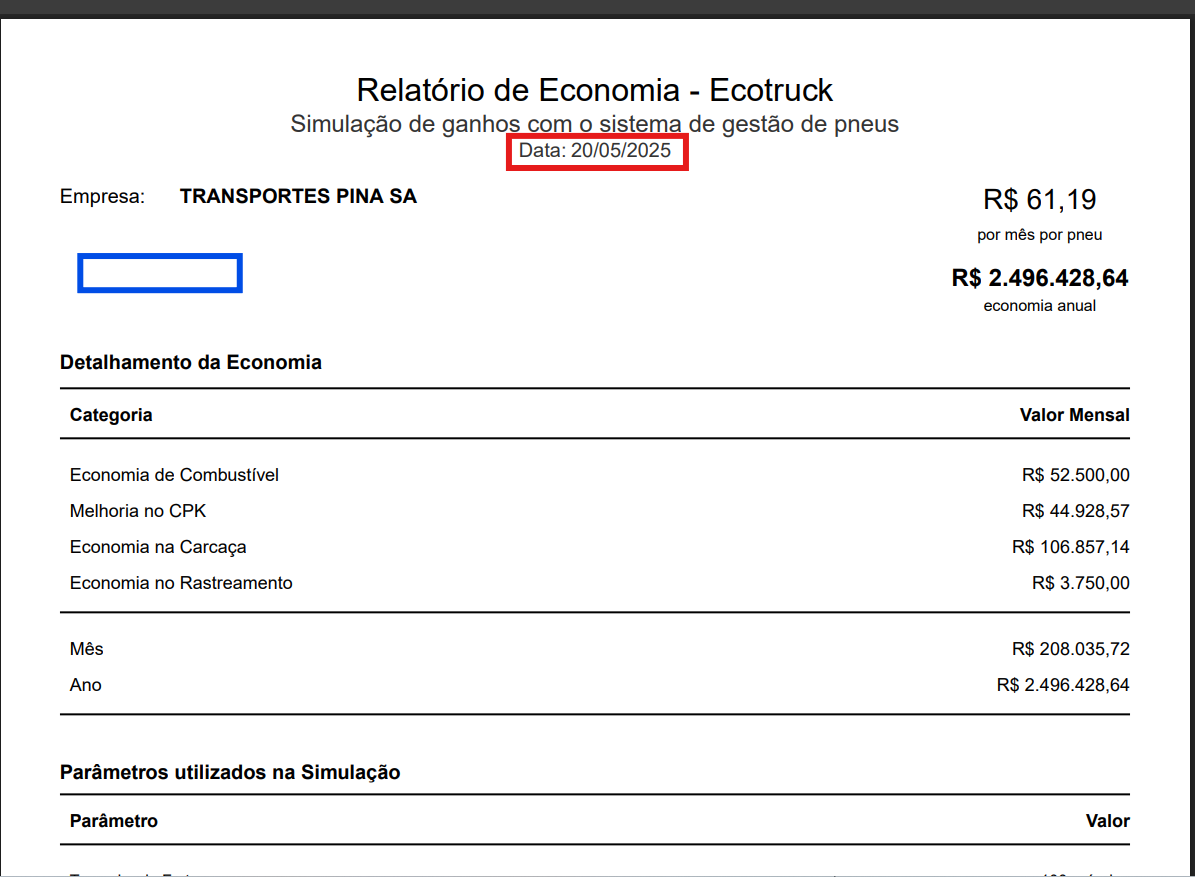 Relatório de Economia - Ecotruck
Simulação de ganhos com o sistema de gestão de pneus
Data: 20/05/2025
Empresa: TRANSPORTES PINA SA
R$ 61,19
por mês por pneu
R$ 2.496.428,64
economia anual
Detalhamento da Economia
Categoria Valor Mensal
Economia de Combustível R$ 52.500,00
Melhoria no CPK R$ 44.928,57
Economia na Carcaça R$ 106.857,14
Economia no Rastreamento R$ 3.750,00
Mês R$ 208.035,72
Ano R$ 2.496.428,64
Parâmetros utilizados na Simulação
Parâmetro Valor